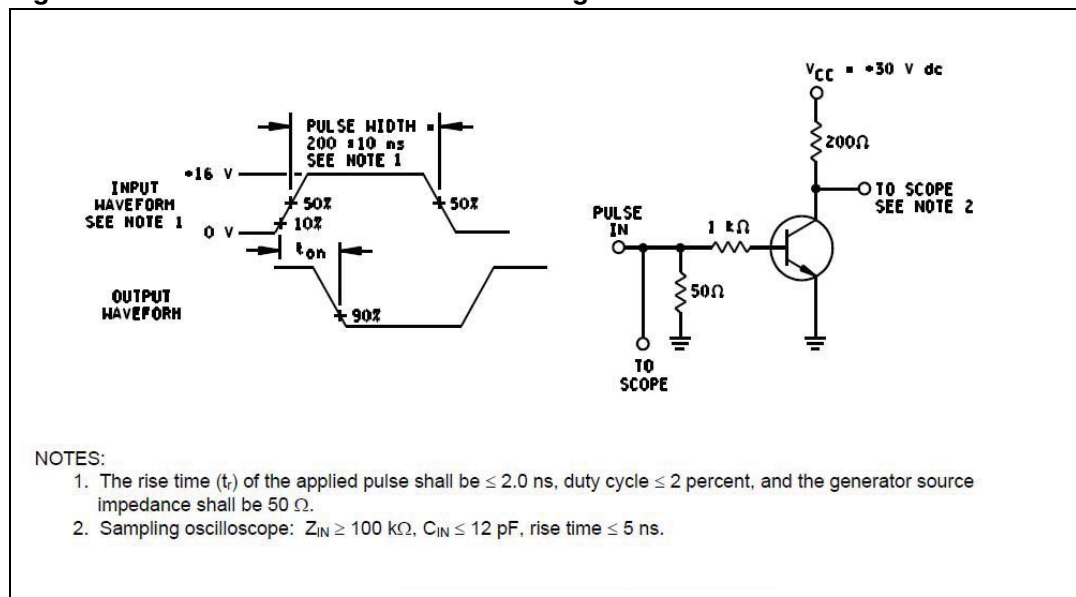 V_CC = +30 V dc
PULSE WIDTH =
200 ±10 ns
SEE NOTE 1
200Ω
+16 V
INPUT
WAVEFORM
SEE NOTE 1
50%
50%
10%
0 V
TO SCOPE
SEE NOTE 2
PULSE
IN
1 kΩ
t_on
50Ω
OUTPUT
WAVEFORM
90%
TO
SCOPE
NOTES:
1. The rise time (t_r) of the applied pulse shall be ≤ 2.0 ns, duty cycle ≤ 2 percent, and the generator source
impedance shall be 50 Ω.
2. Sampling oscilloscope: Z_IN ≥ 100 kΩ, C_IN ≤ 12 pF, rise time ≤ 5 ns.